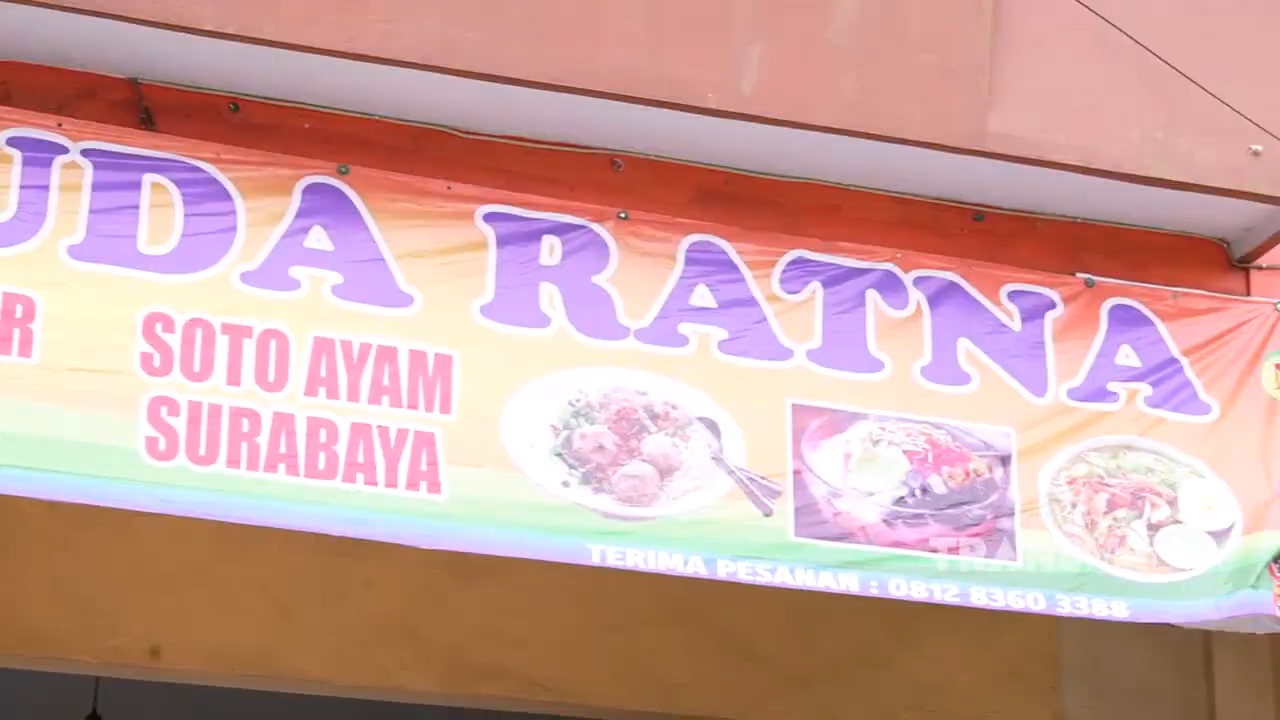 UDA RATNA
R
SOTO AYAM
SURABAYA
TERIMA PESANAN : 0812 8360 3388